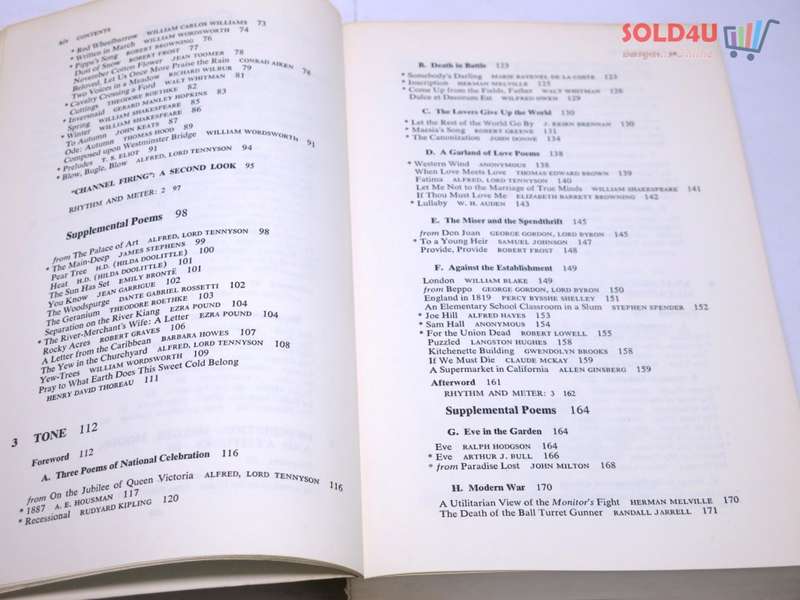 xiv CONTENTS
* Red Wheelbarrow WILLIAM CARLOS WILLIAMS 73
* Written in March WILLIAM WORDSWORTH 74
* Pippa's Song ROBERT BROWNING 76
Dust of Snow ROBERT FROST 77
November Cotton Flower JEAN TOOMER
Beloved, Let Us Once More Praise the Rain CONRAD AIKEN 78
Two Voices in a Meadow RICHARD WILBUR
* Cavalry Crossing a Ford WALT WHITMAN 81
Cuttings THEODORE ROETHKE 82
* Inversnaid GERARD MANLEY HOPKINS 83
Spring WILLIAM SHAKESPEARE 85
* Winter WILLIAM SHAKESPEARE 86
To Autumn JOHN KEATS 87
Ode: Autumn THOMAS HOOD 89
Composed upon Westminster Bridge WILLIAM WORDSWORTH 91
* Preludes T. S. ELIOT 91
* Blow, Bugle, Blow ALFRED, LORD TENNYSON 94
"CHANNEL FIRING": A SECOND LOOK 95
RHYTHM AND METER: 2 97
Supplemental Poems 98
from The Palace of Art ALFRED, LORD TENNYSON 98
* The Main-Deep JAMES STEPHENS 99
Pear Tree H.D. (HILDA DOOLITTLE) 100
Heat H.D. (HILDA DOOLITTLE) 101
The Sun Has Set EMILY BRONTË 101
You Know JEAN GARRIGUE 102
The Woodspurge DANTE GABRIEL ROSSETTI 102
The Geranium THEODORE ROETHKE 103
Separation on the River Kiang EZRA POUND 104
* The River-Merchant's Wife: A Letter EZRA POUND 104
Rocky Acres ROBERT GRAVES 106
A Letter from the Caribbean BARBARA HOWES 107
The Yew in the Churchyard ALFRED, LORD TENNYSON 108
Yew-Trees WILLIAM WORDSWORTH 109
Pray to What Earth Does This Sweet Cold Belong
HENRY DAVID THOREAU 111
3 TONE 112
Foreword 112
A. Three Poems of National Celebration 116
from On the Jubilee of Queen Victoria ALFRED, LORD TENNYSON 116
* 1887 A. E. HOUSMAN 117
* Recessional RUDYARD KIPLING 120
SOLD4U
B. Death in Battle 123
* Somebody's Darling MARIE RAVENEL DE LA COSTE 123
* Inscription HERMAN MELVILLE 125
* Come Up from the Fields, Father WALT WHITMAN 126
Dulce et Decorum Est WILFRED OWEN 129
C. The Lovers Give Up the World 130
* Let the Rest of the World Go By J. KEIRN BRENNAN 130
* Maesia's Song ROBERT GREENE 131
* The Canonization JOHN DONNE 134
D. A Garland of Love Poems 138
* Western Wind ANONYMOUS 138
When Love Meets Love THOMAS EDWARD BROWN 139
Fatima ALFRED, LORD TENNYSON 140
Let Me Not to the Marriage of True Minds WILLIAM SHAKESPEARE 141
If Thou Must Love Me ELIZABETH BARRETT BROWNING 142
* Lullaby W. H. AUDEN 143
E. The Miser and the Spendthrift 145
from Don Juan GEORGE GORDON, LORD BYRON 145
* To a Young Heir SAMUEL JOHNSON 147
Provide, Provide ROBERT FROST 148
F. Against the Establishment 149
London WILLIAM BLAKE 149
from Beppo GEORGE GORDON, LORD BYRON 150
England in 1819 PERCY BYSSHE SHELLEY 151
An Elementary School Classroom in a Slum STEPHEN SPENDER 152
* Joe Hill ALFRED HAYES 153
* Sam Hall ANONYMOUS 154
* For the Union Dead ROBERT LOWELL 155
Puzzled LANGSTON HUGHES 158
Kitchenette Building GWENDOLYN BROOKS 158
If We Must Die CLAUDE MCKAY 159
A Supermarket in California ALLEN GINSBERG 159
Afterword 161
RHYTHM AND METER: 3 162
Supplemental Poems 164
G. Eve in the Garden 164
Eve RALPH HODGSON 164
* Eve ARTHUR J. BULL 166
* from Paradise Lost JOHN MILTON 168
H. Modern War 170
A Utilitarian View of the Monitor's Fight HERMAN MELVILLE 170
The Death of the Ball Turret Gunner RANDALL JARRELL 171